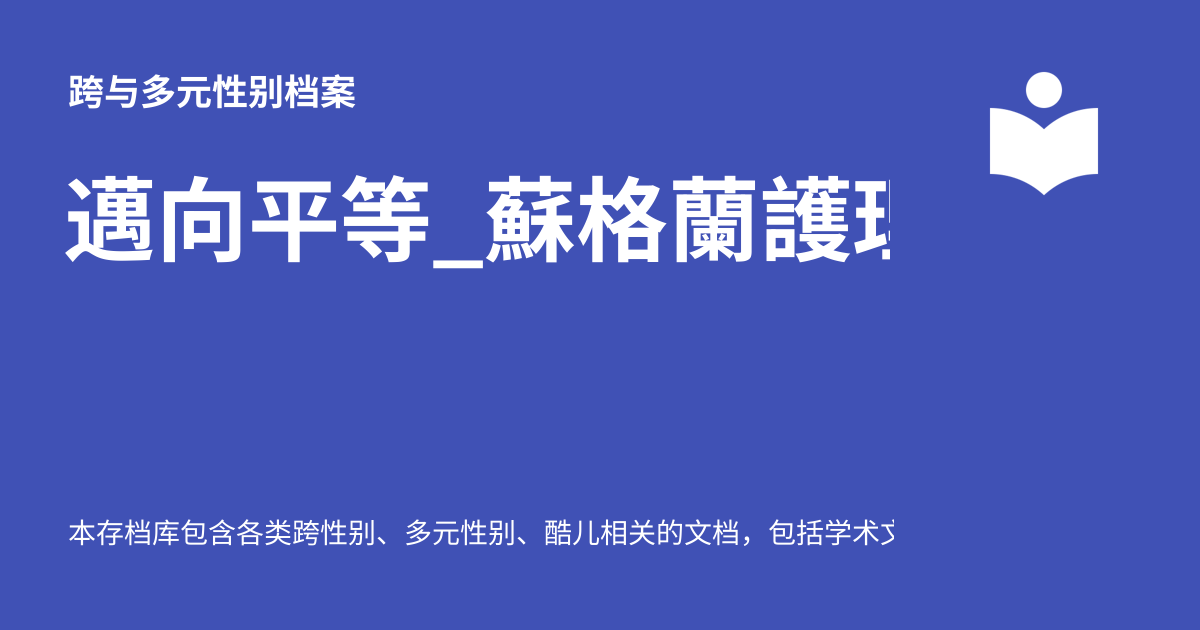 跨与多元性别档案
邁向平等_蘇格蘭護
本存档库包含各类跨性别、多元性别、酷儿相关的文档，包括学术